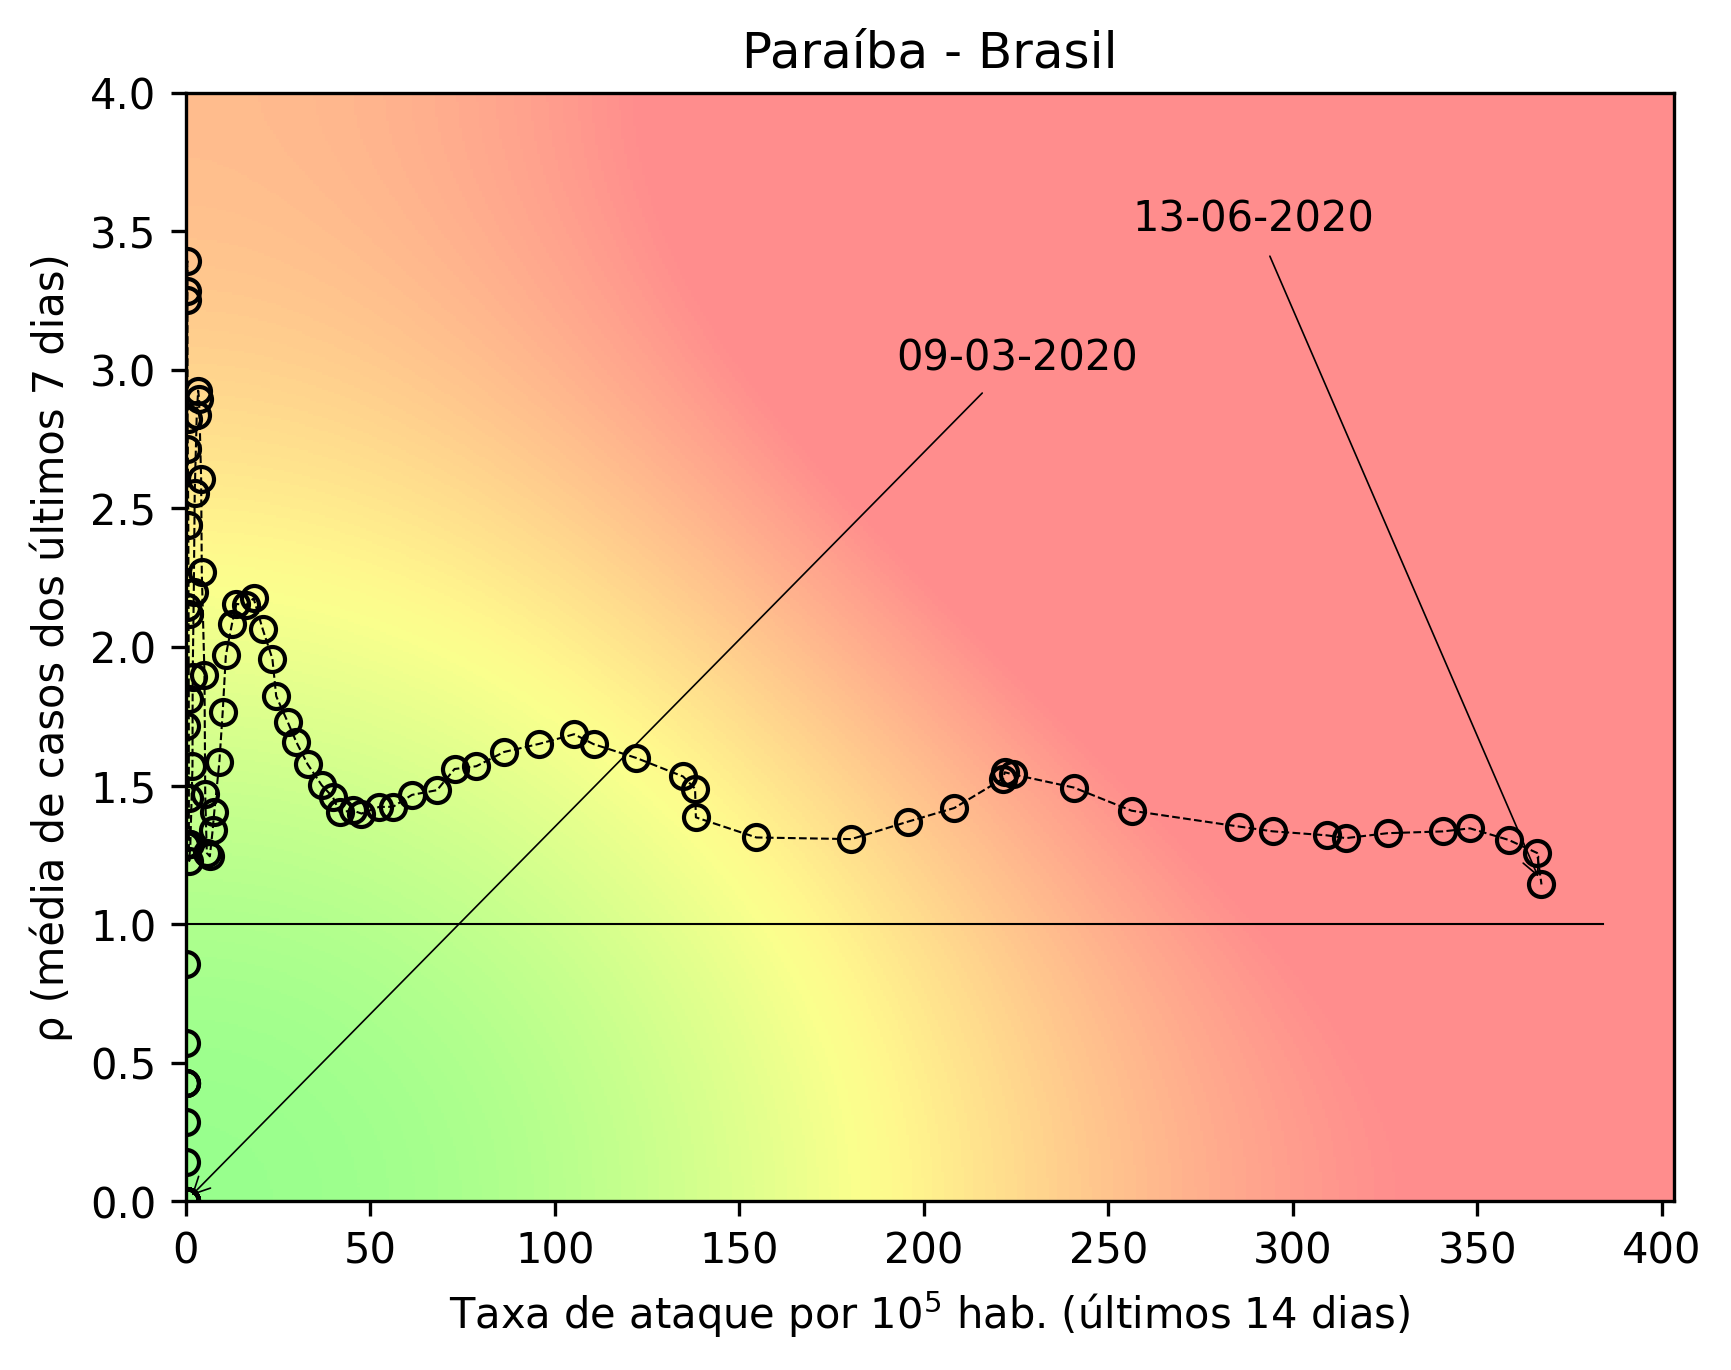 Paraíba - Brasil
4.0
3.5
3.0
2.5
2.0
1.5
1.0
0.5
0.0
ρ (média de casos dos últimos 7 dias)
13-06-2020
09-03-2020
0 50 100 150 200 250 300 350 400
Taxa de ataque por 10⁵ hab. (últimos 14 dias)